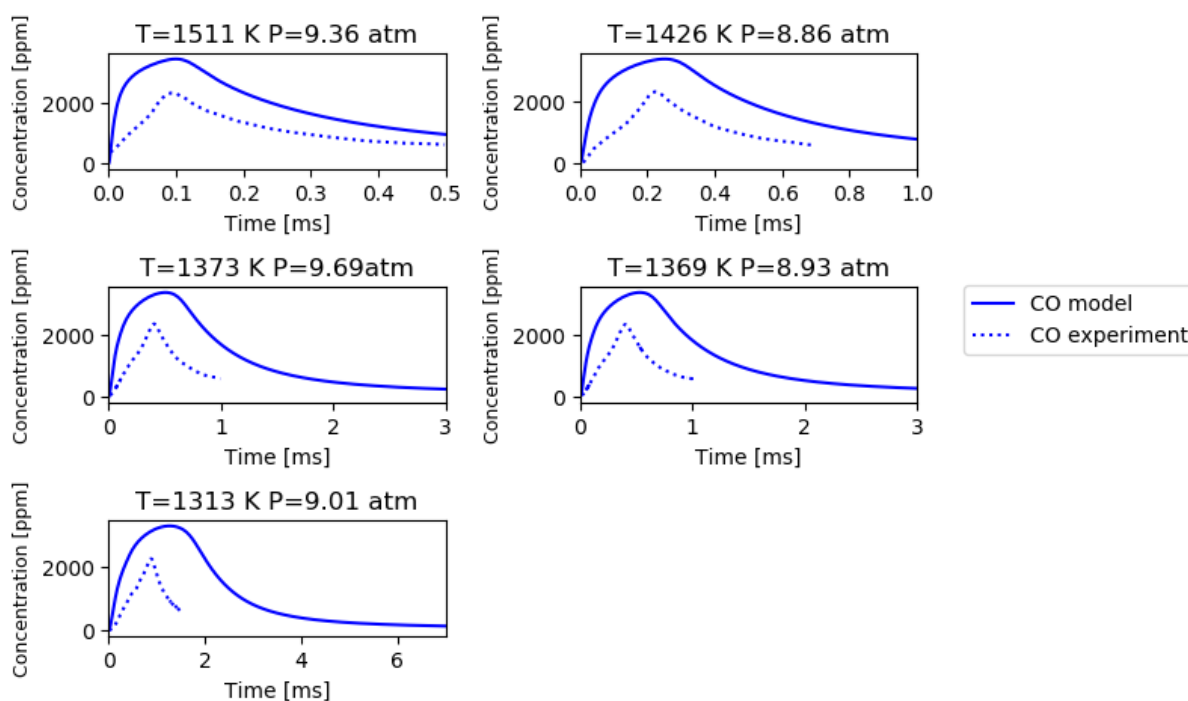 T=1511 K P=9.36 atm
Concentration [ppm]
2000
0
0.0 0.1 0.2 0.3 0.4 0.5
Time [ms]
T=1426 K P=8.86 atm
Concentration [ppm]
2000
0
0.0 0.2 0.4 0.6 0.8 1.0
Time [ms]
T=1373 K P=9.69atm
Concentration [ppm]
2000
0
0 1 2 3
Time [ms]
T=1369 K P=8.93 atm
Concentration [ppm]
2000
0
0 1 2 3
Time [ms]
CO model
CO experiment
T=1313 K P=9.01 atm
Concentration [ppm]
2000
0
0 2 4 6
Time [ms]